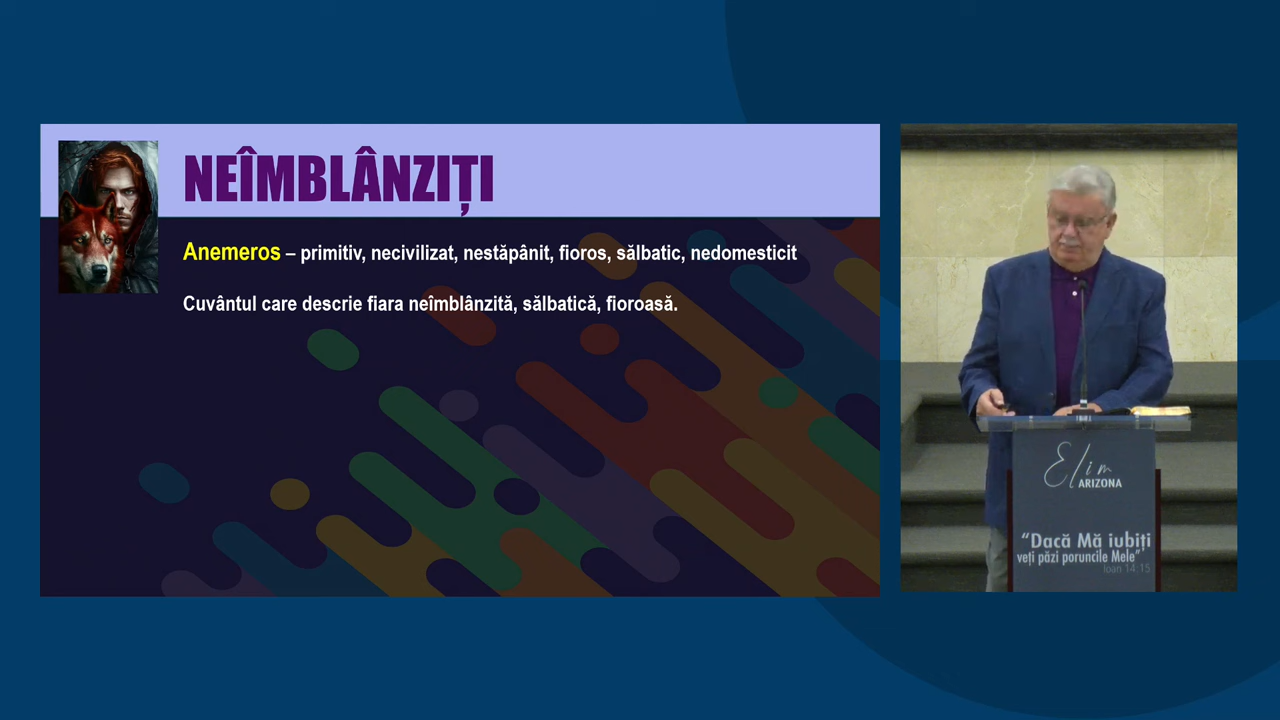 NEÎMBLÂNZIȚI
Anemeros – primitiv, necivilizat, nestăpânit, fioros, sălbatic, nedomesticit
Cuvântul care descrie fiara neîmblânzită, sălbatică, fioroasă.
Elim
ARIZONA
“Dacă Mă iubiți
veți păzi poruncile Mele”
Ioan 14:15